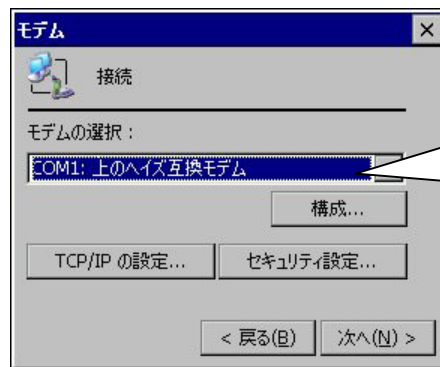 モデム
接続
モデムの選択：
COM1: 上のヘイズ互換モデム
構成...
TCP/IP の設定...
セキュリティ設定...
< 戻る(B)
次へ(N) >